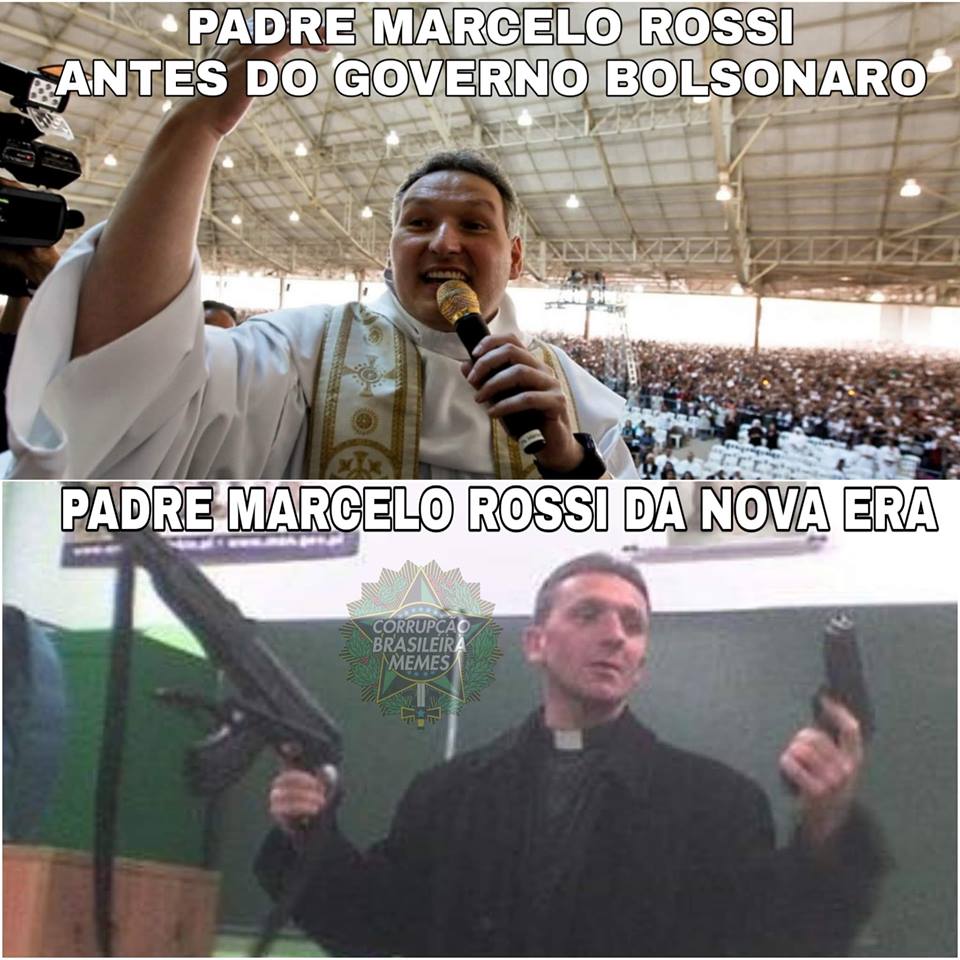 PADRE MARCELO ROSSI
ANTES DO GOVERNO BOLSONARO
PADRE MARCELO ROSSI DA NOVA ERA
CORRUPÇÃO
BRASILEIRA
MEMES